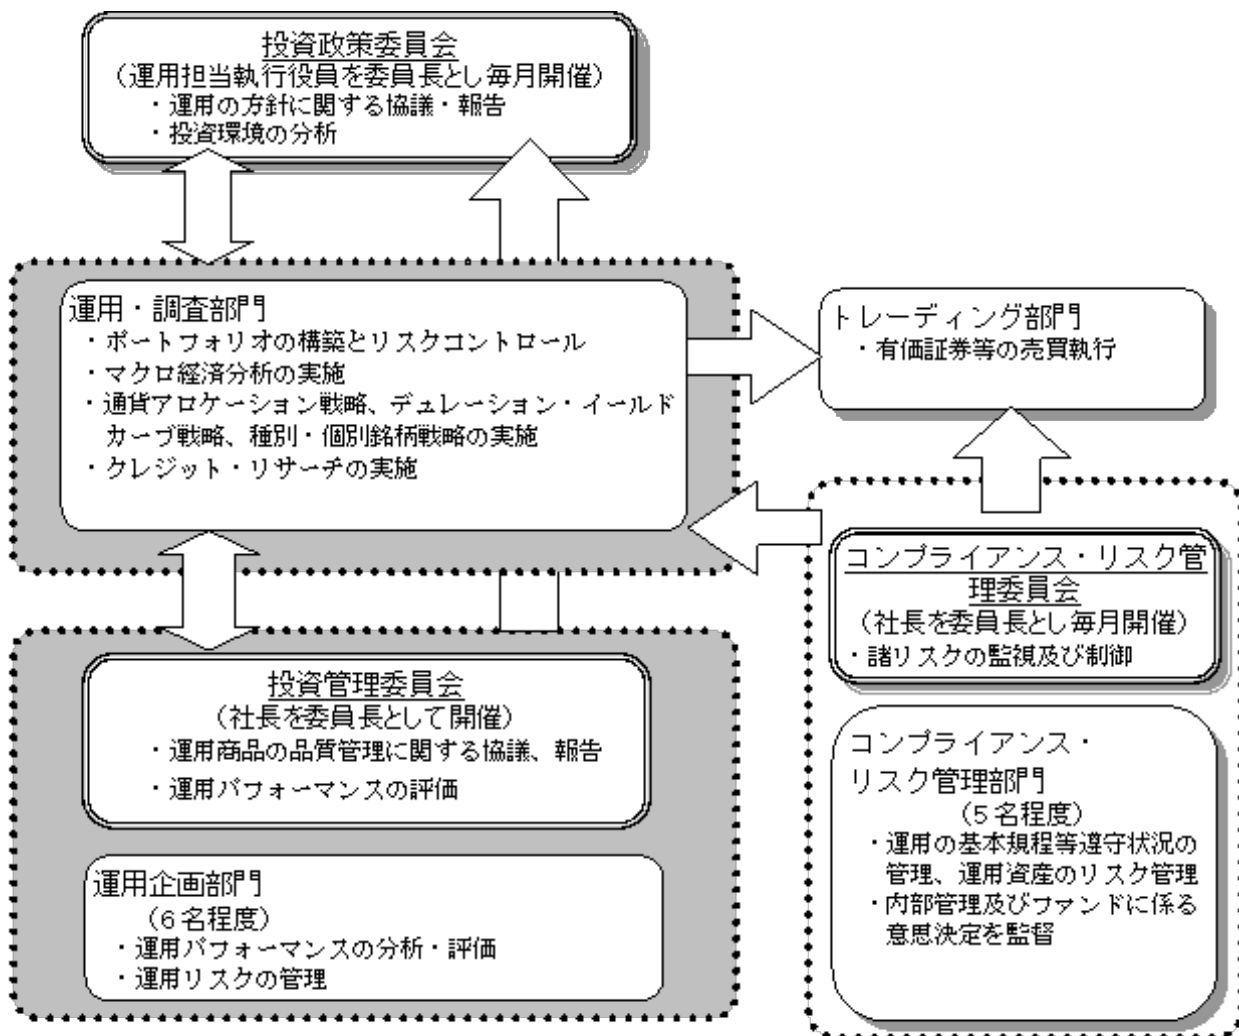 投資政策委員会
（運用担当執行役員を委員長とし毎月開催）
・運用の方針に関する協議・報告
・投資環境の分析
運用・調査部門
・ポートフォリオの構築とリスクコントロール
・マクロ経済分析の実施
・通貨アロケーション戦略、デュレーション・イールド
カーブ戦略、種別・個別銘柄戦略の実施
・クレジット・リサーチの実施
トレーディング部門
・有価証券等の売買執行
コンプライアンス・リスク管
理委員会
（社長を委員長とし毎月開催）
・諸リスクの監視及び制御
投資管理委員会
（社長を委員長として開催）
・運用商品の品質管理に関する協議、報告
・運用パフォーマンスの評価
コンプライアンス・
リスク管理部門
（５名程度）
・運用の基本規程等遵守状況の
管理、運用資産のリスク管理
・内部管理及びファンドに係る
意思決定を監督
運用企画部門
（６名程度）
・運用パフォーマンスの分析・評価
・運用リスクの管理